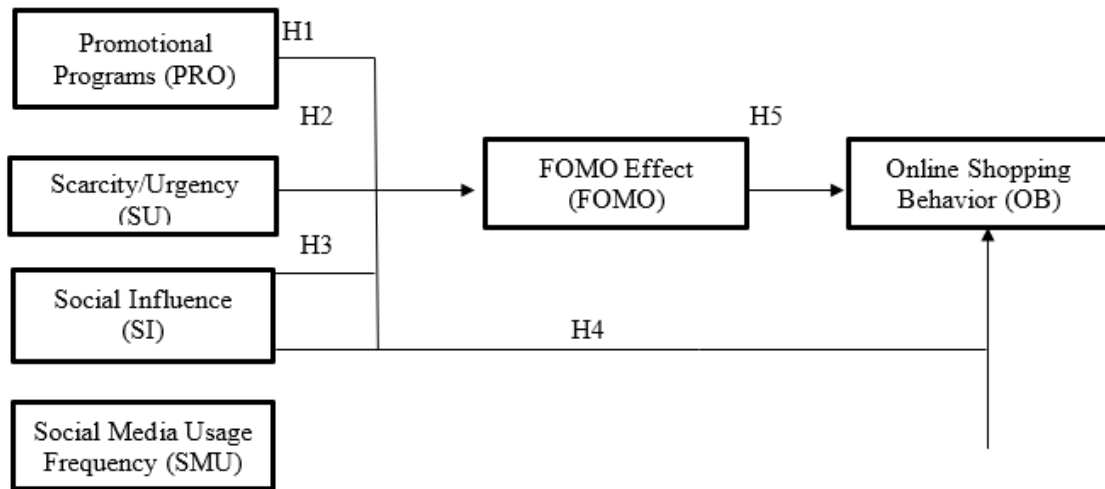 Promotional
Programs (PRO)
H1
H2
Scarcity/Urgency
(SU)
H3
Social Influence
(SI)
H4
Social Media Usage
Frequency (SMU)
FOMO Effect
(FOMO)
H5
Online Shopping
Behavior (OB)